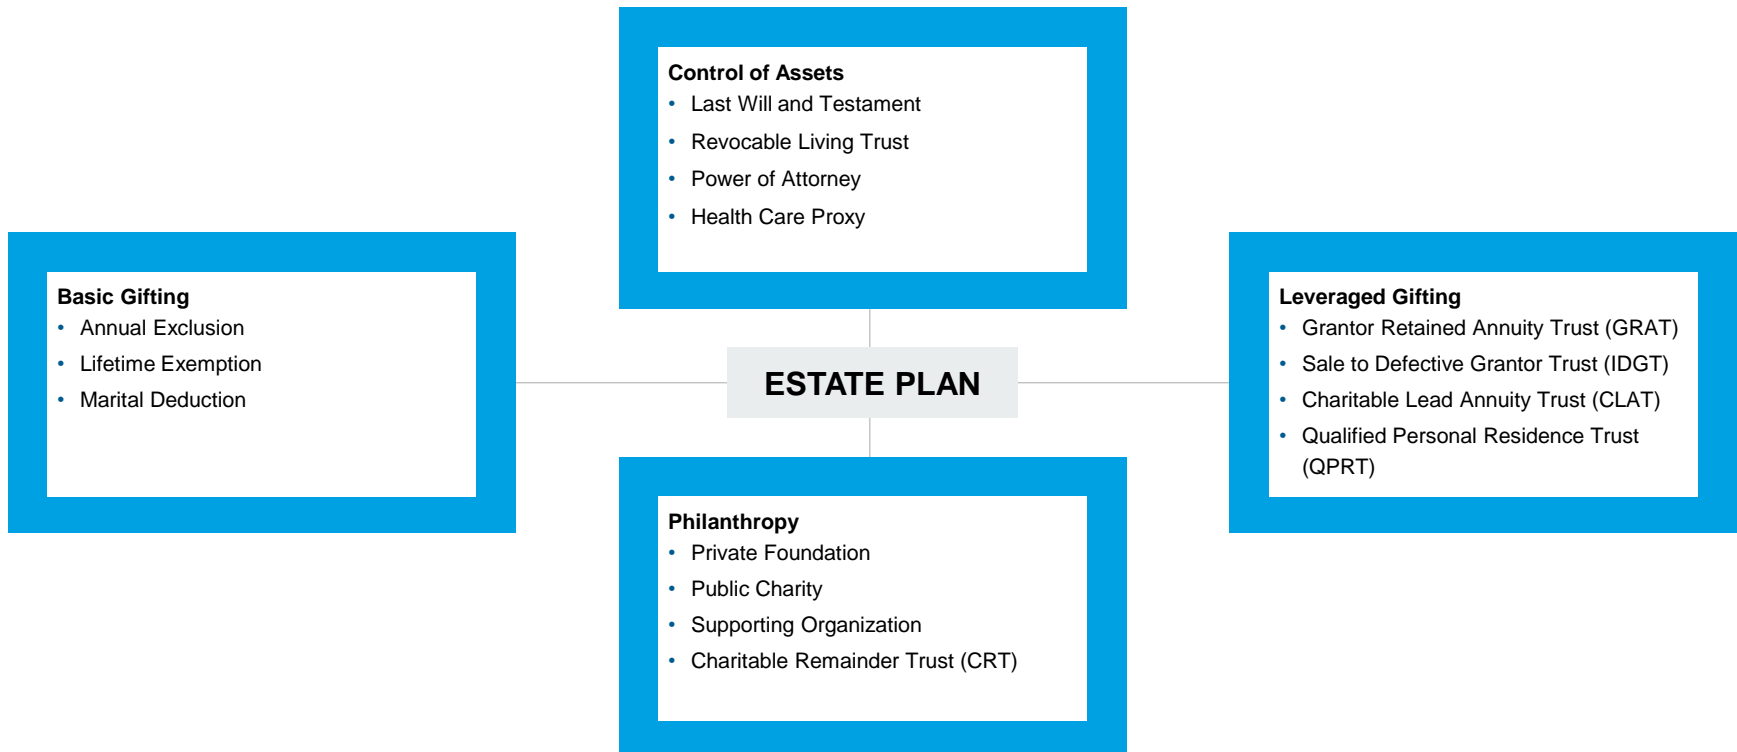 Control of Assets
• Last Will and Testament
• Revocable Living Trust
• Power of Attorney
• Health Care Proxy
Basic Gifting
• Annual Exclusion
• Lifetime Exemption
• Marital Deduction
ESTATE PLAN
Leveraged Gifting
• Grantor Retained Annuity Trust (GRAT)
• Sale to Defective Grantor Trust (IDGT)
• Charitable Lead Annuity Trust (CLAT)
• Qualified Personal Residence Trust
(QPRT)
Philanthropy
• Private Foundation
• Public Charity
• Supporting Organization
• Charitable Remainder Trust (CRT)